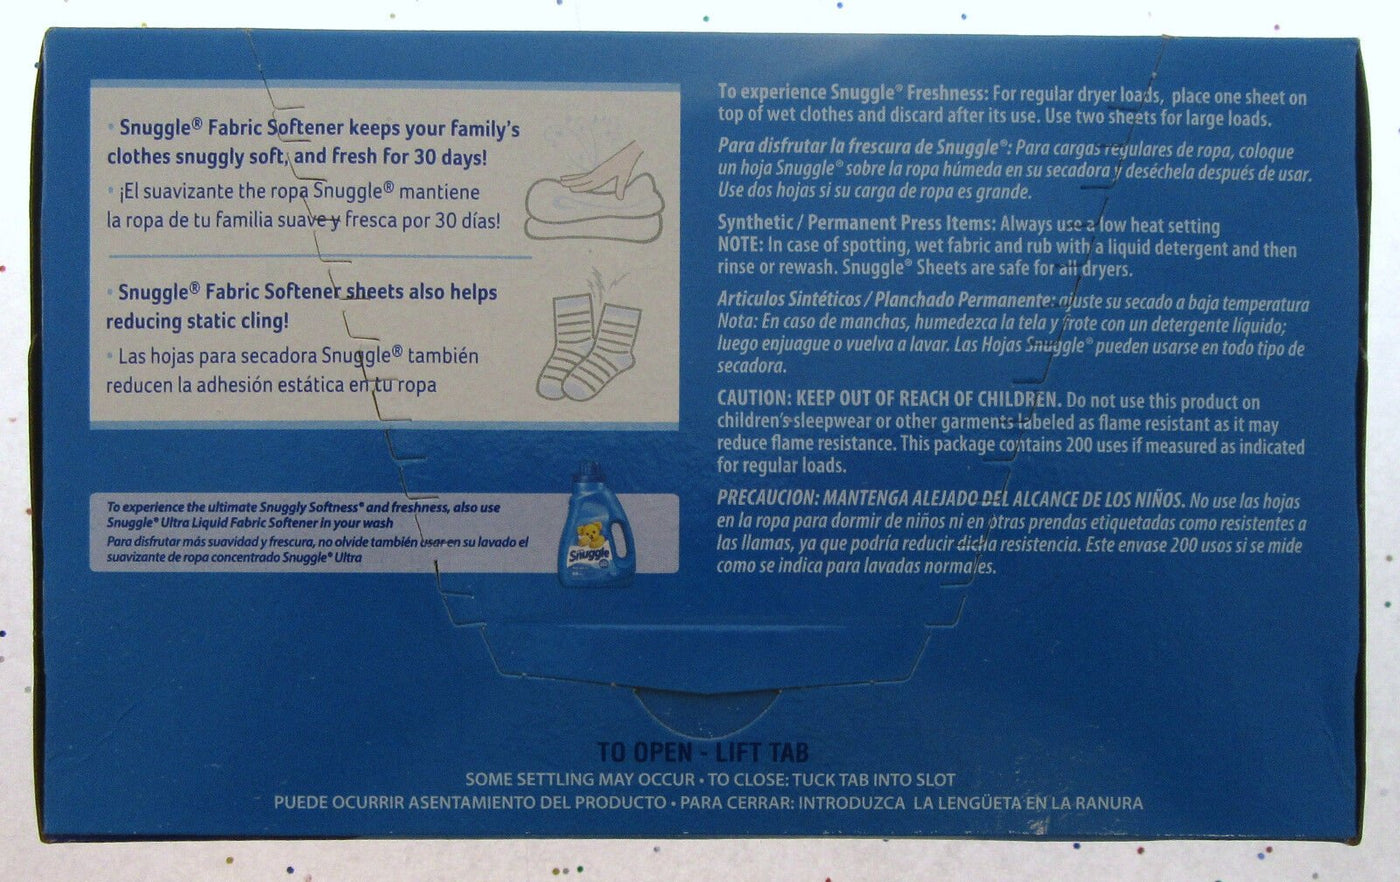 • Snuggle® Fabric Softener keeps your family's
clothes snuggly soft, and fresh for 30 days!
• ¡El suavizante the ropa Snuggle® mantiene
la ropa de tu familia suave y fresca por 30 días!
• Snuggle® Fabric Softener sheets also helps
reducing static cling!
• Las hojas para secadora Snuggle® también
reducen la adhesión estática en tu ropa
To experience the ultimate Snuggly Softness® and freshness, also use
Snuggle® Ultra Liquid Fabric Softener in your wash
Para disfrutar más suavidad y frescura, no olvide también usar en su lavado el
suavizante de ropa concentrado Snuggle® Ultra
Snuggle
To experience Snuggle® Freshness: For regular dryer loads, place one sheet on
top of wet clothes and discard after its use. Use two sheets for large loads.
Para disfrutar la frescura de Snuggle®: Para cargas regulares de ropa, coloque
un hoja Snuggle® sobre la ropa húmeda en su secadora y deséchela después de usar.
Use dos hojas si su carga de ropa es grande.
Synthetic / Permanent Press Items: Always use a low heat setting
NOTE: In case of spotting, wet fabric and rub with a liquid detergent and then
rinse or rewash. Snuggle® Sheets are safe for all dryers.
Articulos Sintéticos / Planchado Permanente: ajuste su secado a baja temperatura
Nota: En caso de manchas, humedezca la tela y frote con un detergente líquido;
luego enjuague o vuelva a lavar. Las Hojas Snuggle® pueden usarse en todo tipo de
secadora.
CAUTION: KEEP OUT OF REACH OF CHILDREN. Do not use this product on
children's sleepwear or other garments labeled as flame resistant as it may
reduce flame resistance. This package contains 200 uses if measured as indicated
for regular loads.
PRECAUCION: MANTENGA ALEJADO DEL ALCANCE DE LOS NIÑOS. No use las hojas
en la ropa para dormir de niños ni en otras prendas etiquetadas como resistentes a
las llamas, ya que podría reducir dicha resistencia. Este envase 200 usos si se mide
como se indica para lavadas normales.
TO OPEN - LIFT TAB
SOME SETTLING MAY OCCUR • TO CLOSE: TUCK TAB INTO SLOT
PUEDE OCURRIR ASENTAMIENTO DEL PRODUCTO • PARA CERRAR: INTRODUZCA LA LENGÜETA EN LA RANURA